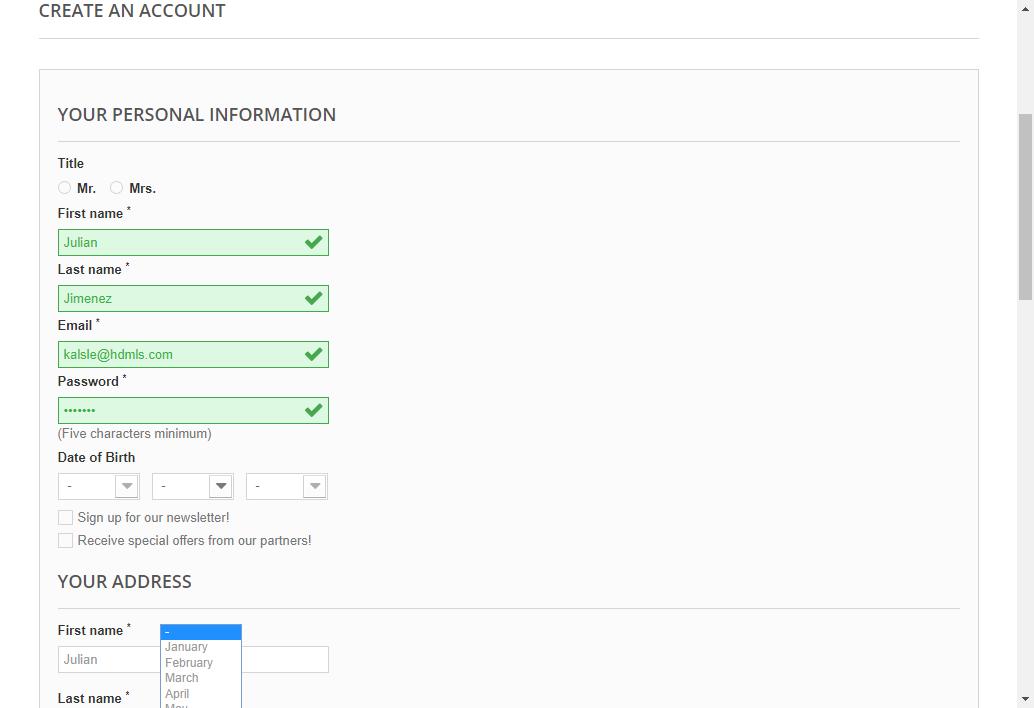 CREATE AN ACCOUNT
YOUR PERSONAL INFORMATION
Title
Mr. Mrs.
First name *
Julian
Last name *
Jimenez
Email *
kalsle@hdmls.com
Password *
•••••••
(Five characters minimum)
Date of Birth
- - -
Sign up for our newsletter!
Receive special offers from our partners!
YOUR ADDRESS
First name *
-
January
Julian
February
March
April
Last name *
May